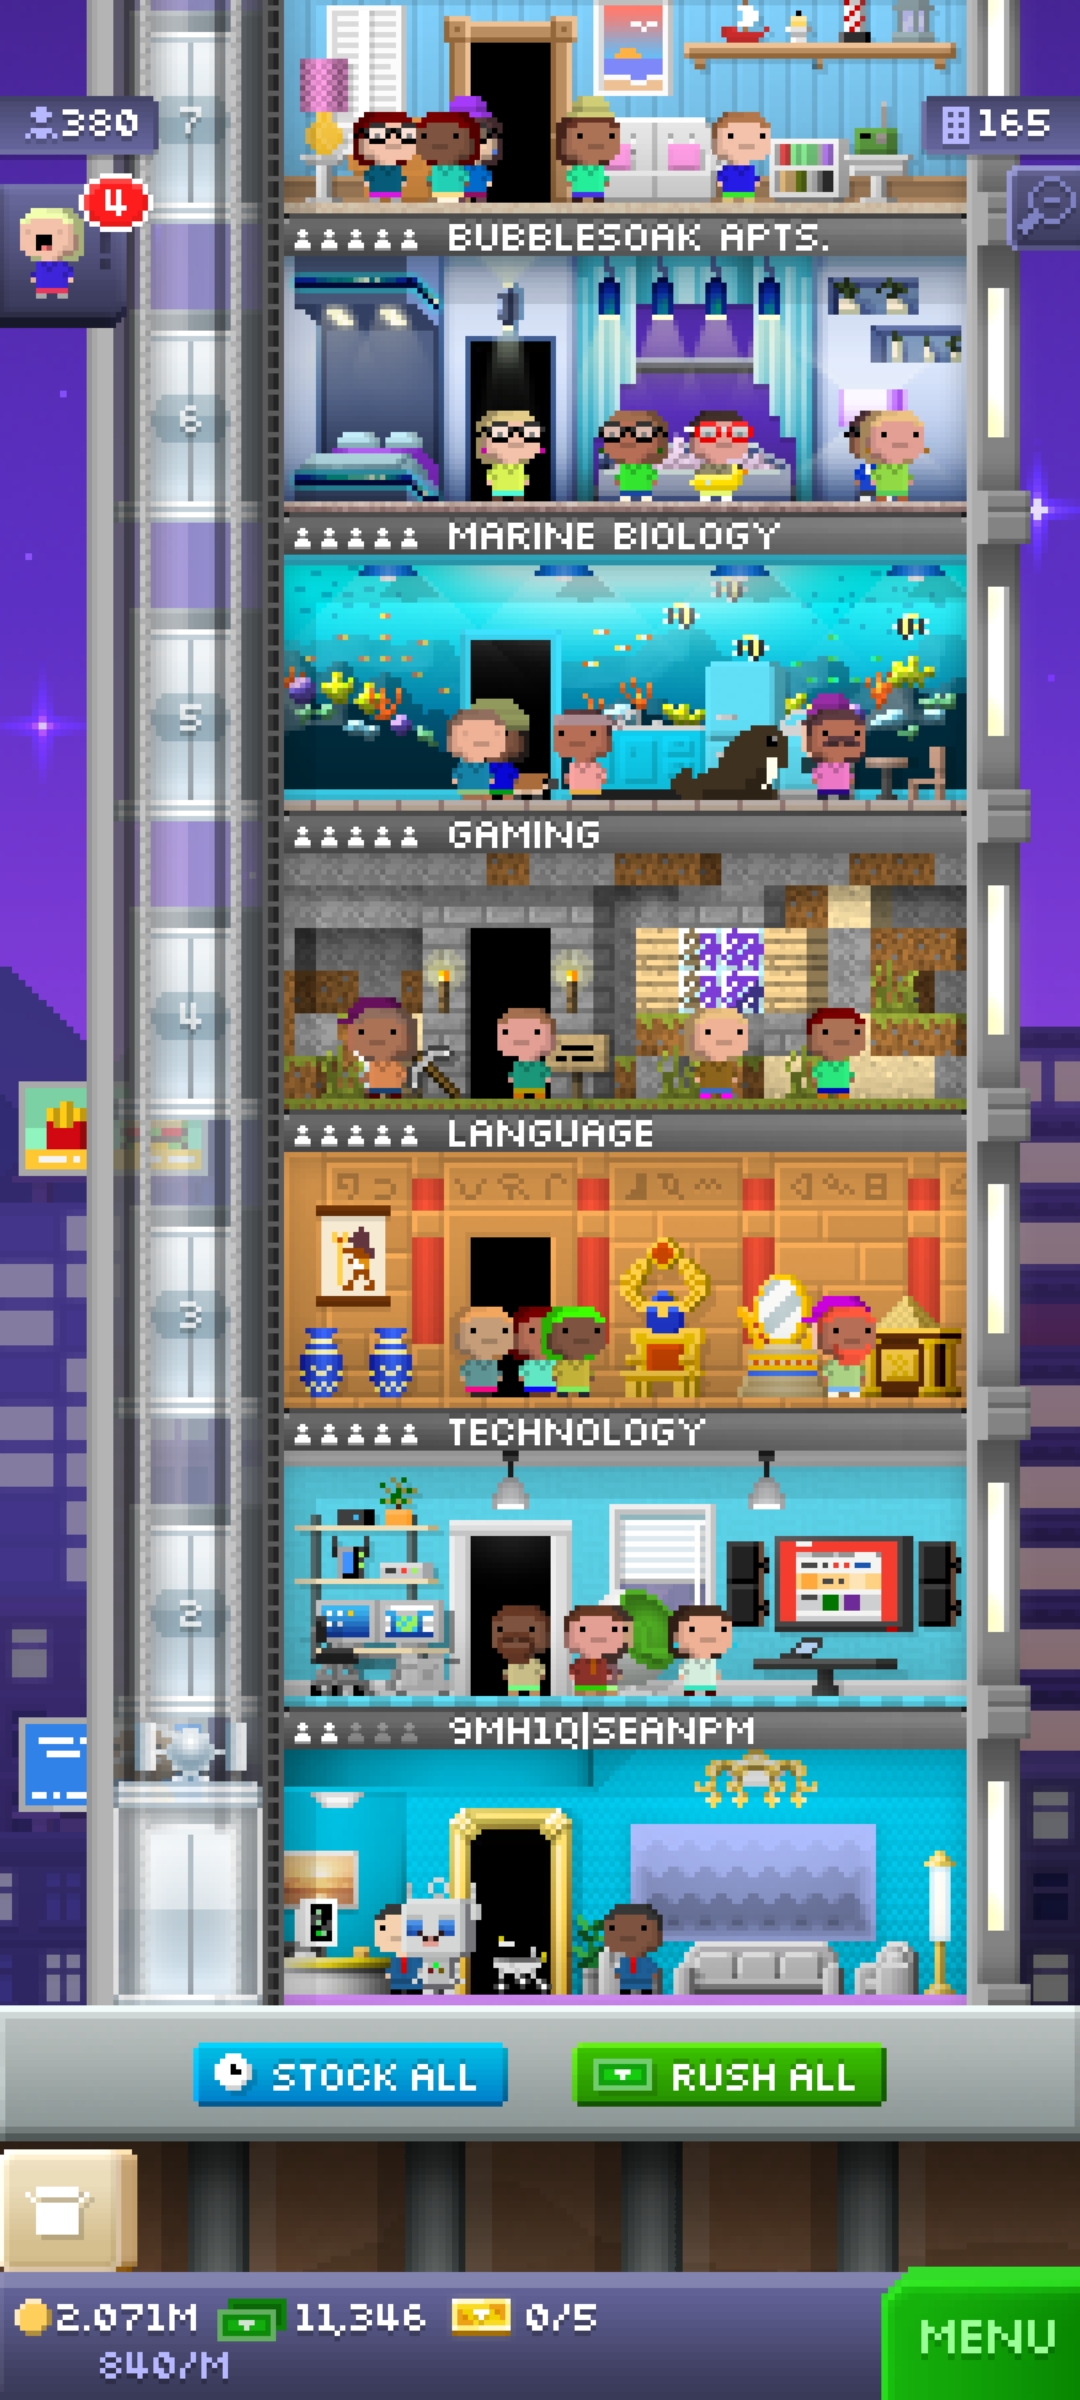 380
7
165
4
BUBBLESOAK APTS.
6
MARINE BIOLOGY
5
GAMING
4
LANGUAGE
3
TECHNOLOGY
2
9MH1Q|SEANPM
STOCK ALL
RUSH ALL
2.071M
11,346
0/5
840/M
MENU